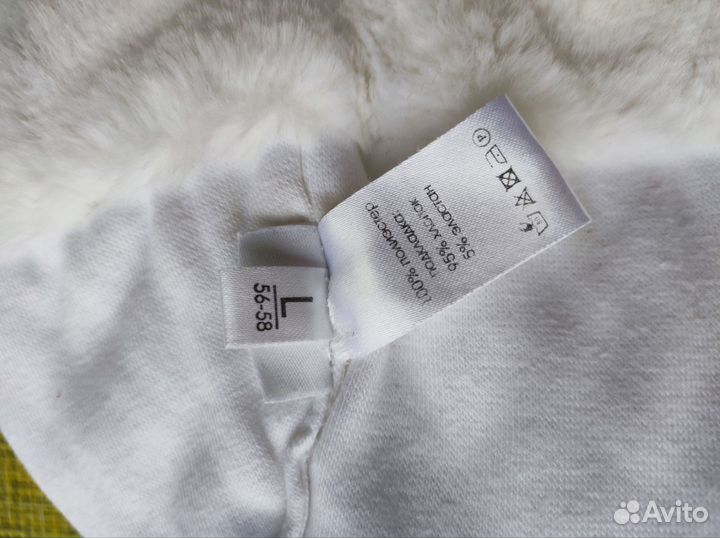 100% ПОЛИЭСТЕР
ПОДКЛАДКА:
95% ХЛОПОК
5% ЭЛАСТАН
L
56-58
Avito